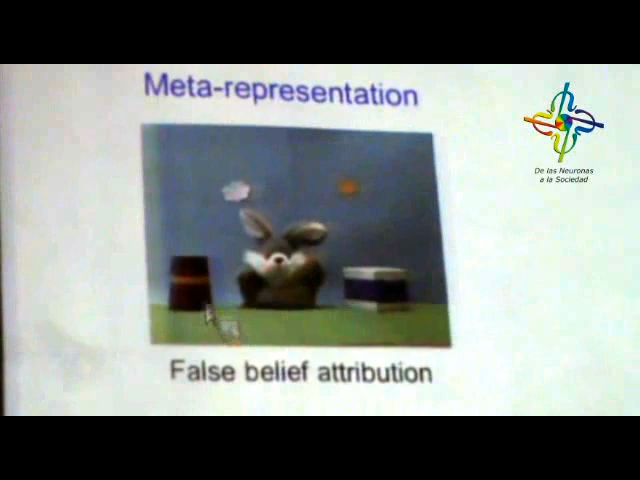 Meta-representation
De las Neuronas
a la Sociedad
False belief attribution